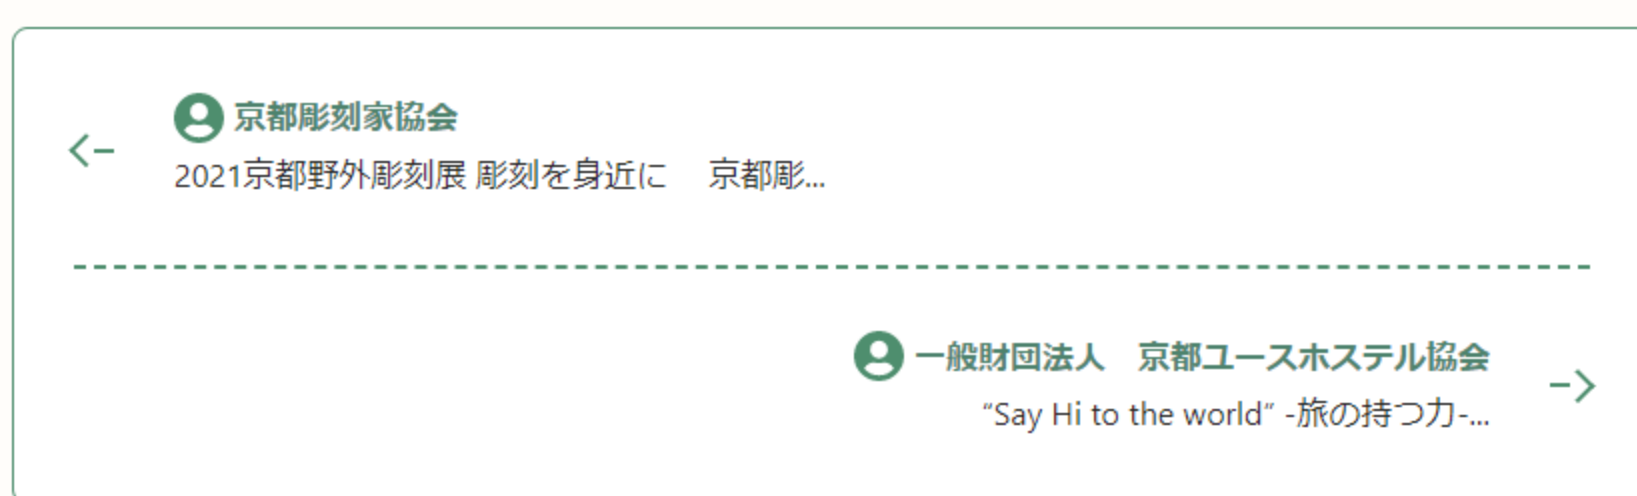 京都彫刻家協会
2021京都野外彫刻展 彫刻を身近に　京都彫...
一般財団法人　京都ユースホステル協会
“Say Hi to the world” -旅の持つ力-...